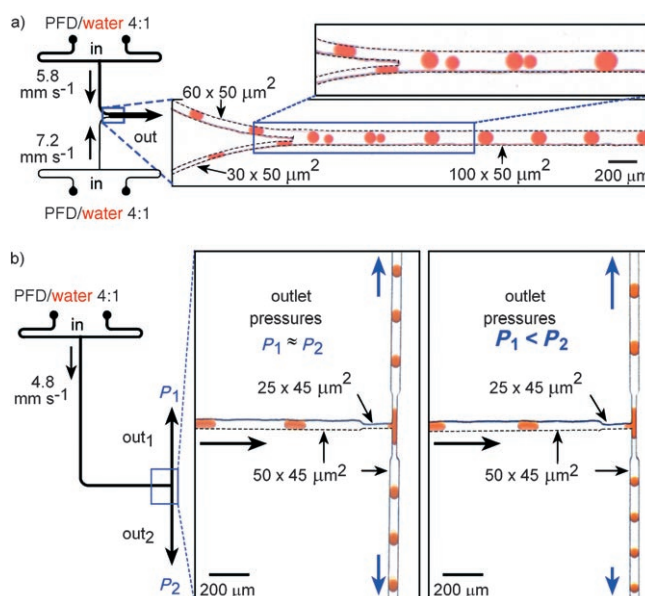 a)
PFD/water 4:1
in
5.8
mm s⁻¹
out
7.2
mm s⁻¹
in
PFD/water 4:1
60 x 50 μm²
30 x 50 μm²
100 x 50 μm²
200 μm
b)
PFD/water 4:1
in
4.8
mm s⁻¹
P₁
out₁
out₂
P₂
outlet
pressures
P₁ ≈ P₂
25 x 45 μm²
50 x 45 μm²
200 μm
outlet
pressures
P₁ < P₂
25 x 45 μm²
50 x 45 μm²
200 μm